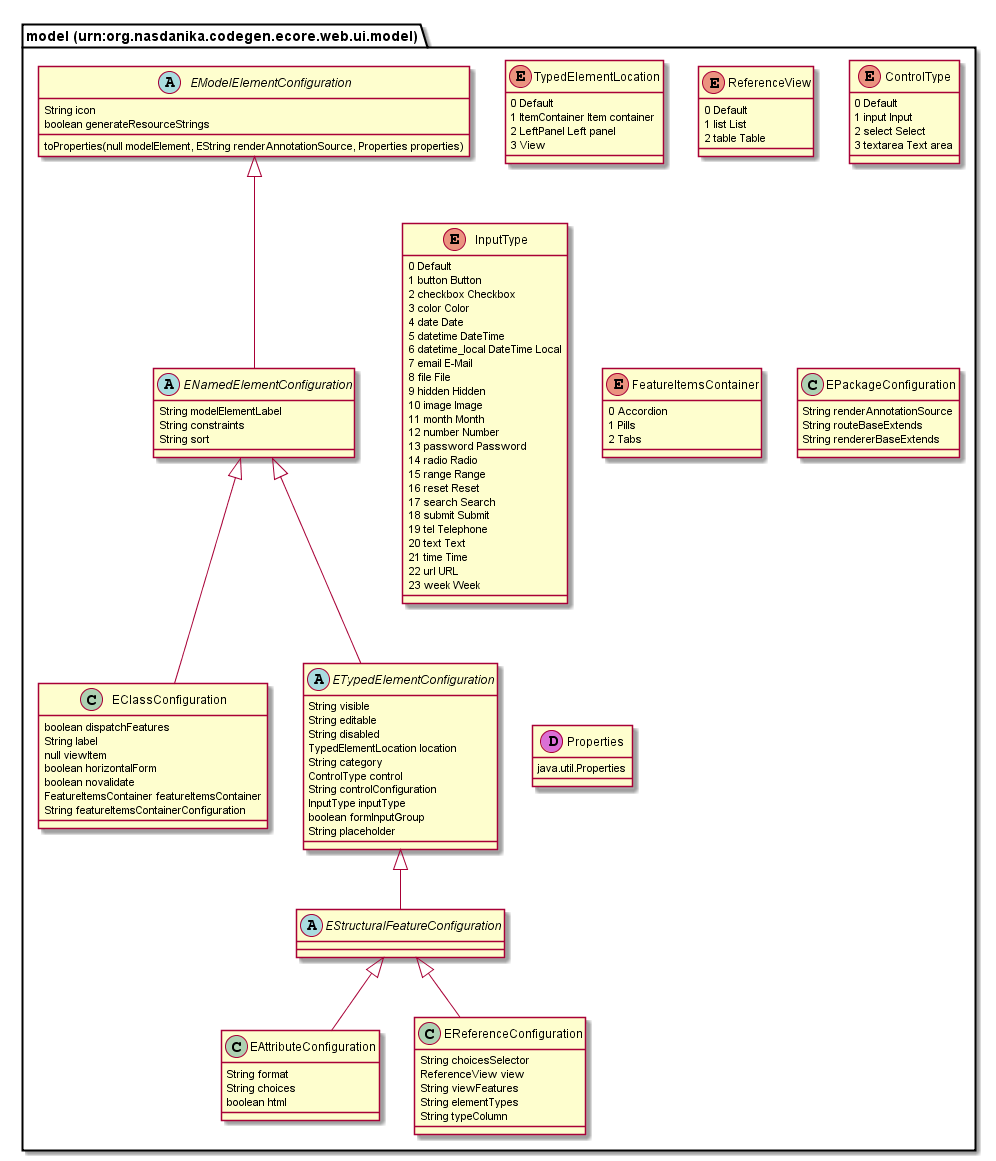 model (urn:org.nasdanika.codegen.ecore.web.ui.model)
A EModelElementConfiguration
String icon
boolean generateResourceStrings
toProperties(null modelElement, EString renderAnnotationSource, Properties properties)
E TypedElementLocation
0 Default
1 ItemContainer Item container
2 LeftPanel Left panel
3 View
E ReferenceView
0 Default
1 list List
2 table Table
E ControlType
0 Default
1 input Input
2 select Select
3 textarea Text area
E InputType
0 Default
1 button Button
2 checkbox Checkbox
3 color Color
4 date Date
5 datetime DateTime
6 datetime_local DateTime Local
7 email E-Mail
8 file File
9 hidden Hidden
10 image Image
11 month Month
12 number Number
13 password Password
14 radio Radio
15 range Range
16 reset Reset
17 search Search
18 submit Submit
19 tel Telephone
20 text Text
21 time Time
22 url URL
23 week Week
A ENamedElementConfiguration
String modelElementLabel
String constraints
String sort
E FeatureItemsContainer
0 Accordion
1 Pills
2 Tabs
C EPackageConfiguration
String renderAnnotationSource
String routeBaseExtends
String rendererBaseExtends
C EClassConfiguration
boolean dispatchFeatures
String label
null viewItem
boolean horizontalForm
boolean novalidate
FeatureItemsContainer featureItemsContainer
String featureItemsContainerConfiguration
A ETypedElementConfiguration
String visible
String editable
String disabled
TypedElementLocation location
String category
ControlType control
String controlConfiguration
InputType inputType
boolean formInputGroup
String placeholder
D Properties
java.util.Properties
A EStructuralFeatureConfiguration
C EAttributeConfiguration
String format
String choices
boolean html
C EReferenceConfiguration
String choicesSelector
ReferenceView view
String viewFeatures
String elementTypes
String typeColumn